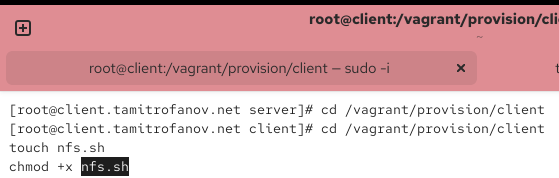 root@client:/vagrant/provision/cli
~
root@client:/vagrant/provision/client — sudo -i
[root@client.tamitrofanov.net server]# cd /vagrant/provision/client
[root@client.tamitrofanov.net client]# cd /vagrant/provision/client
touch nfs.sh
chmod +x nfs.sh